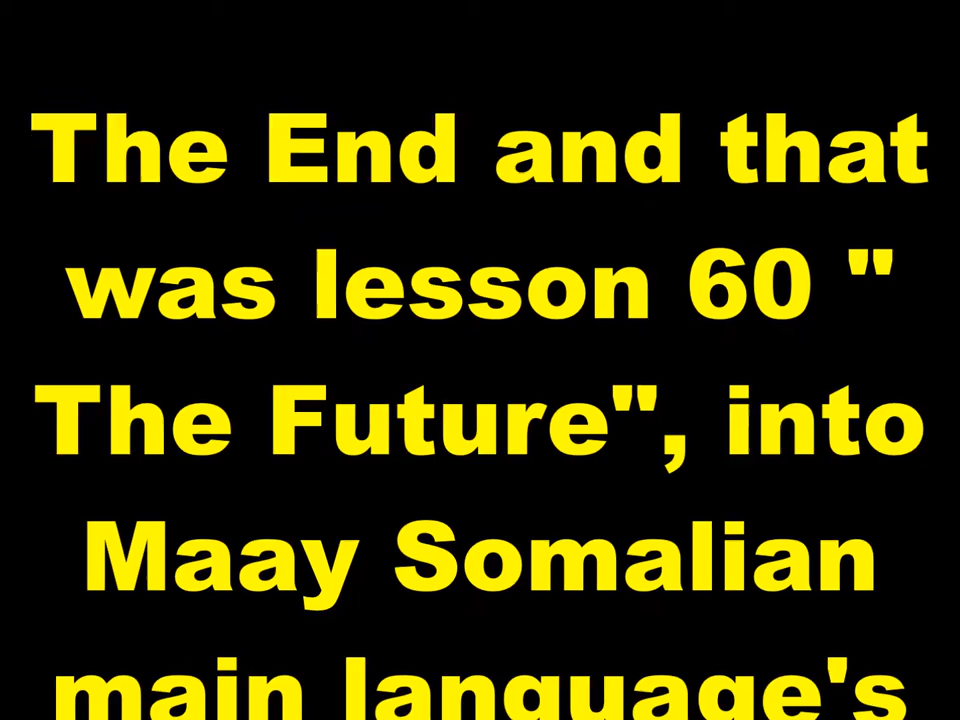 The End and that
was lesson 60 "
The Future", into
Maay Somalian
main language's